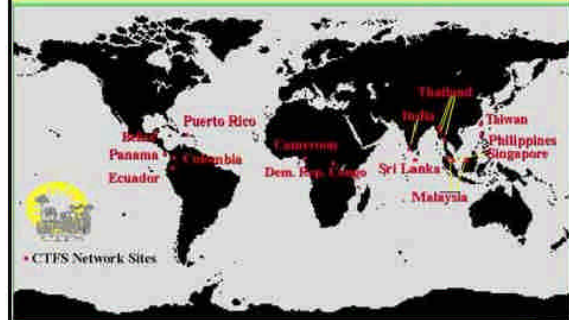 Thailand
India
Taiwan
Puerto Rico
Belize
Philippines
Cameroon
Singapore
Panama
Colombia
Dem. Rep. Congo
Sri Lanka
Ecuador
Malaysia
CTFS Network Sites